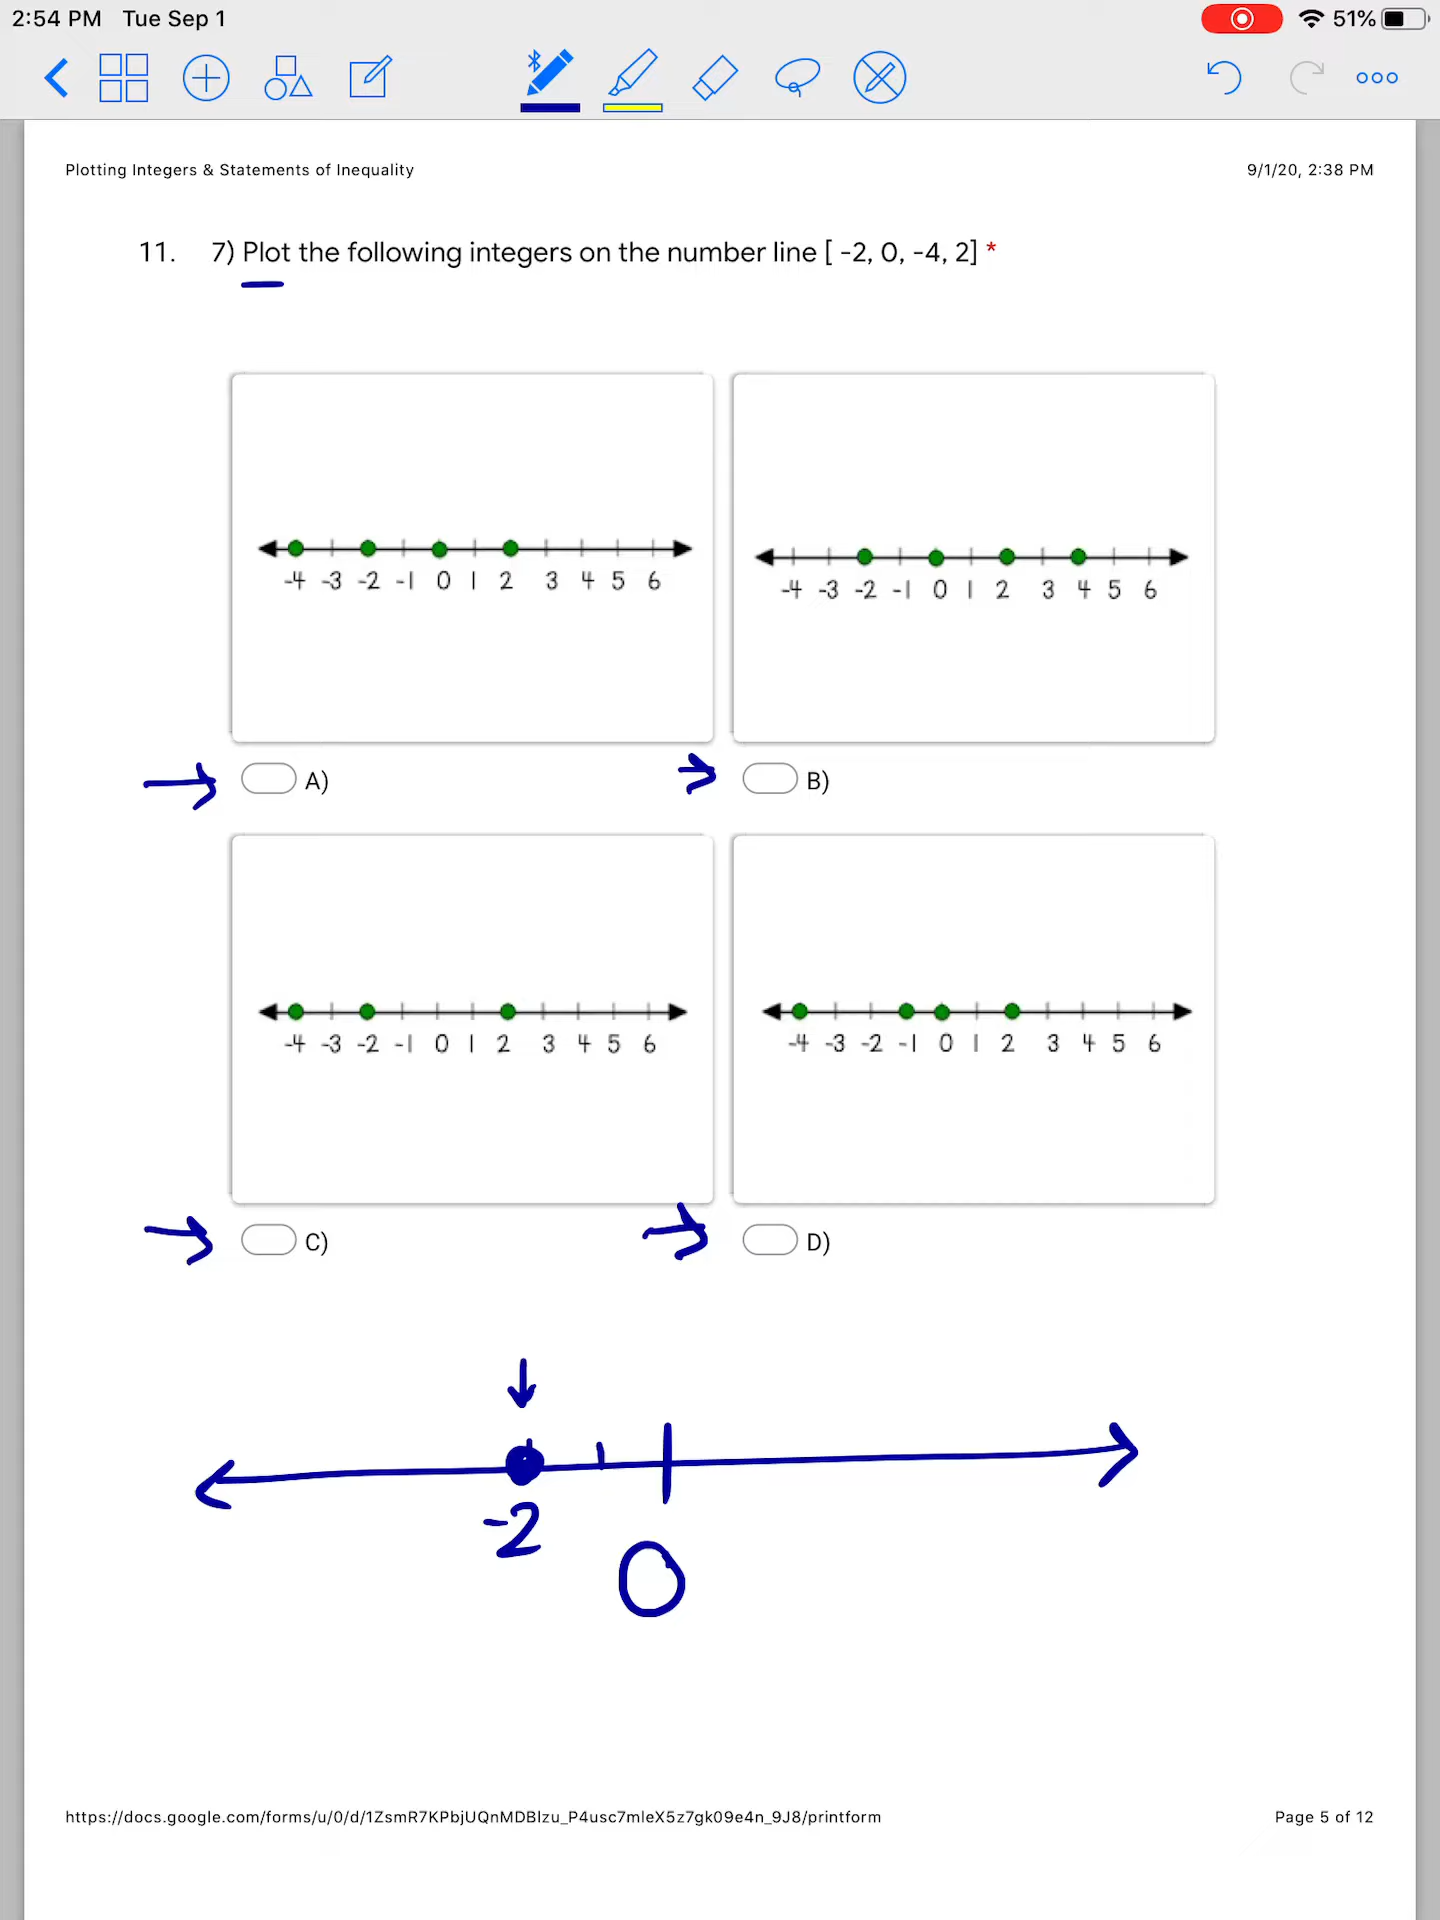 2:54 PM Tue Sep 1
51%
Plotting Integers & Statements of Inequality
9/1/20, 2:38 PM
11. 7) Plot the following integers on the number line [ -2, 0, -4, 2] *
-4 -3 -2 -1 0 1 2 3 4 5 6
-4 -3 -2 -1 0 1 2 3 4 5 6
A)
B)
-4 -3 -2 -1 0 1 2 3 4 5 6
-4 -3 -2 -1 0 1 2 3 4 5 6
C)
D)
-2
0
https://docs.google.com/forms/u/0/d/1ZsmR7KPbjUQnMDBlzu_P4usc7mleX5z7gk09e4n_9J8/printform
Page 5 of 12